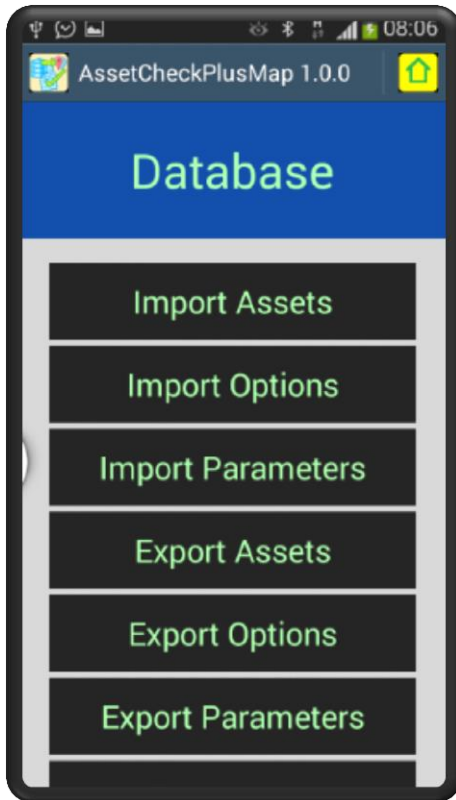 08:06
AssetCheckPlusMap 1.0.0
Database
Import Assets
Import Options
Import Parameters
Export Assets
Export Options
Export Parameters